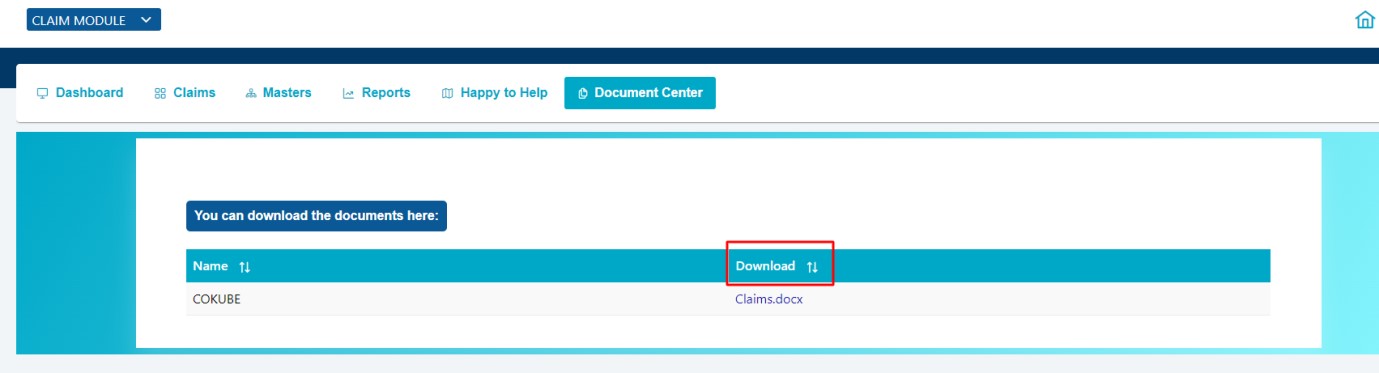 CLAIM MODULE
Dashboard Claims Masters Reports Happy to Help Document Center
You can download the documents here:
Name Download
COKUBE Claims.docx